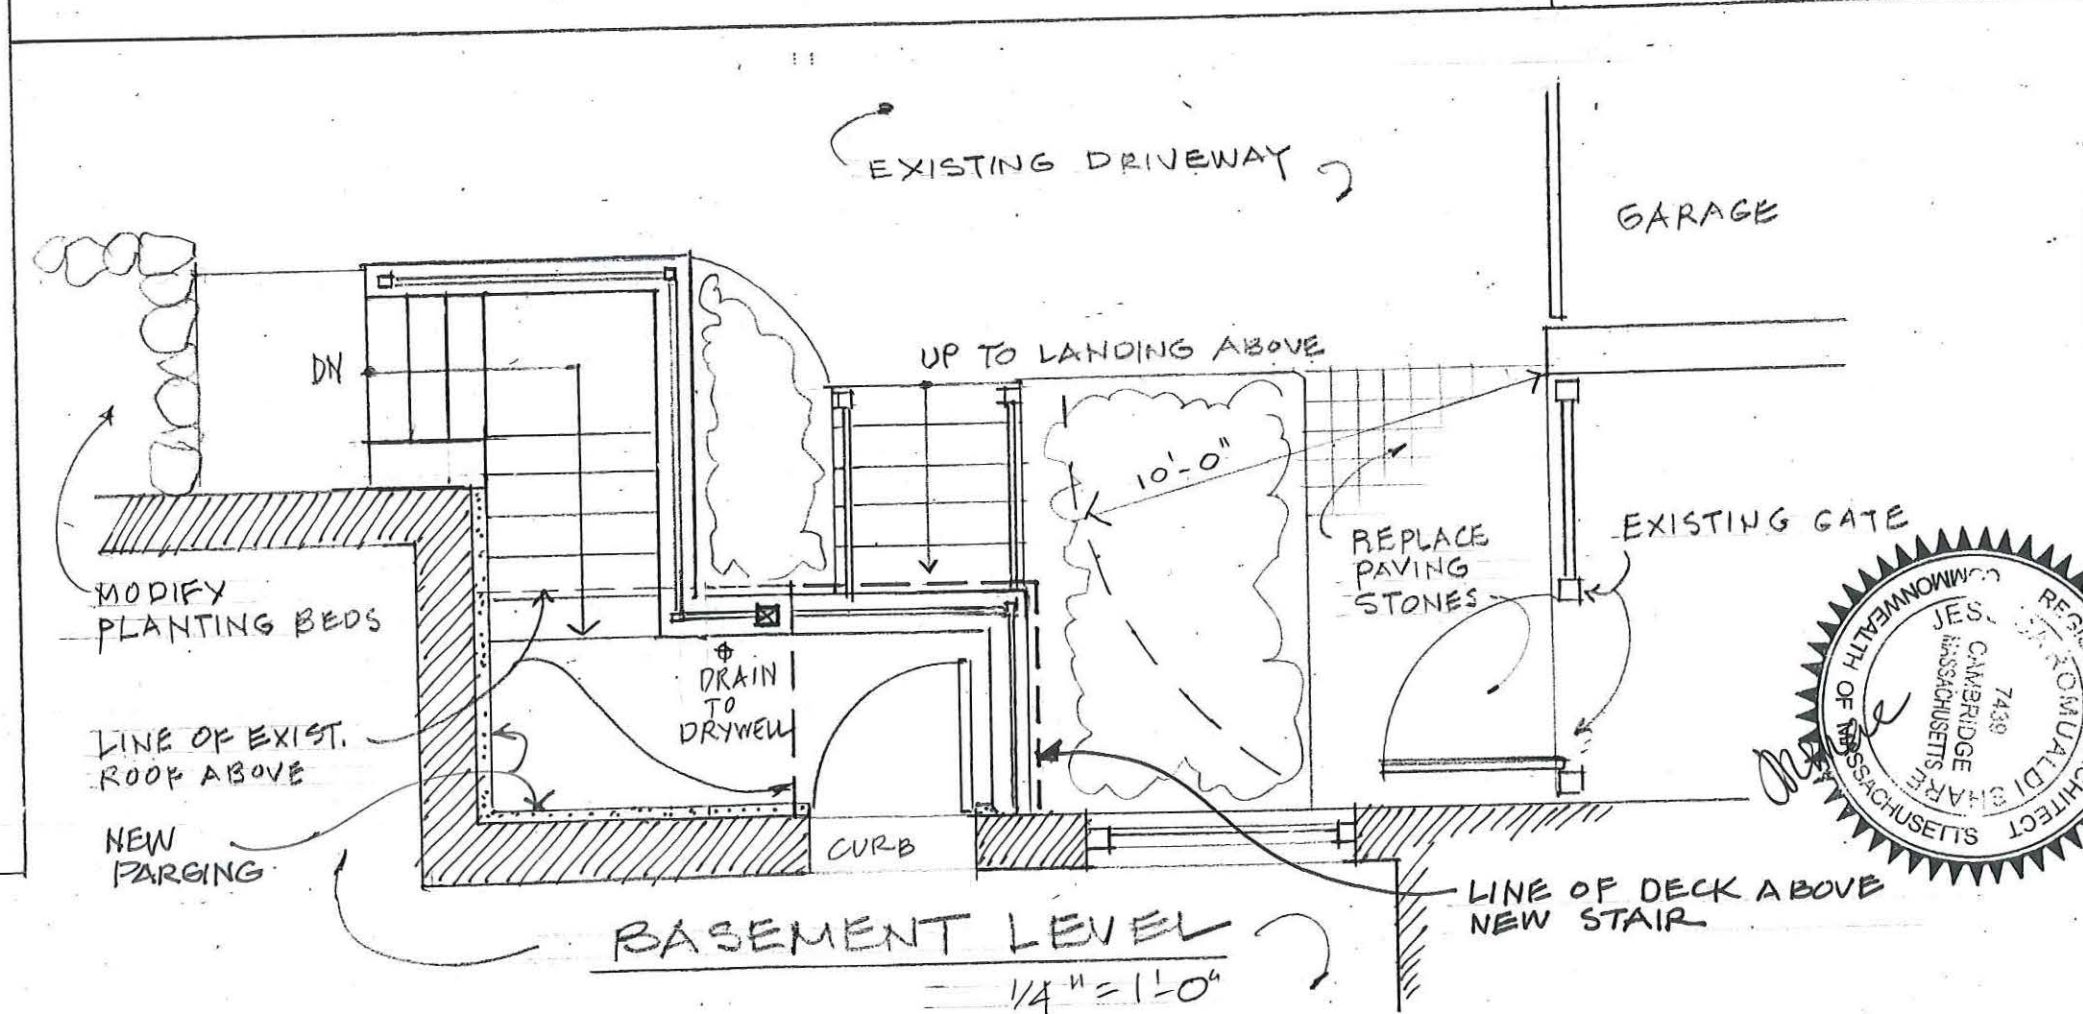 EXISTING DRIVEWAY
GARAGE
DN
UP TO LANDING ABOVE
10'-0"
REPLACE
PAVING
STONES
EXISTING GATE
MODIFY
PLANTING BEDS
DRAIN
TO
DRYWELL
LINE OF EXIST.
ROOF ABOVE
NEW
PARGING
CURB
LINE OF DECK ABOVE
NEW STAIR
BASEMENT LEVEL
1/4" = 1'-0"
COMMONWEALTH OF MASSACHUSETTS
ROMUALDI SHARE
7439
CAMBRIDGE
MASSACHUSETTS